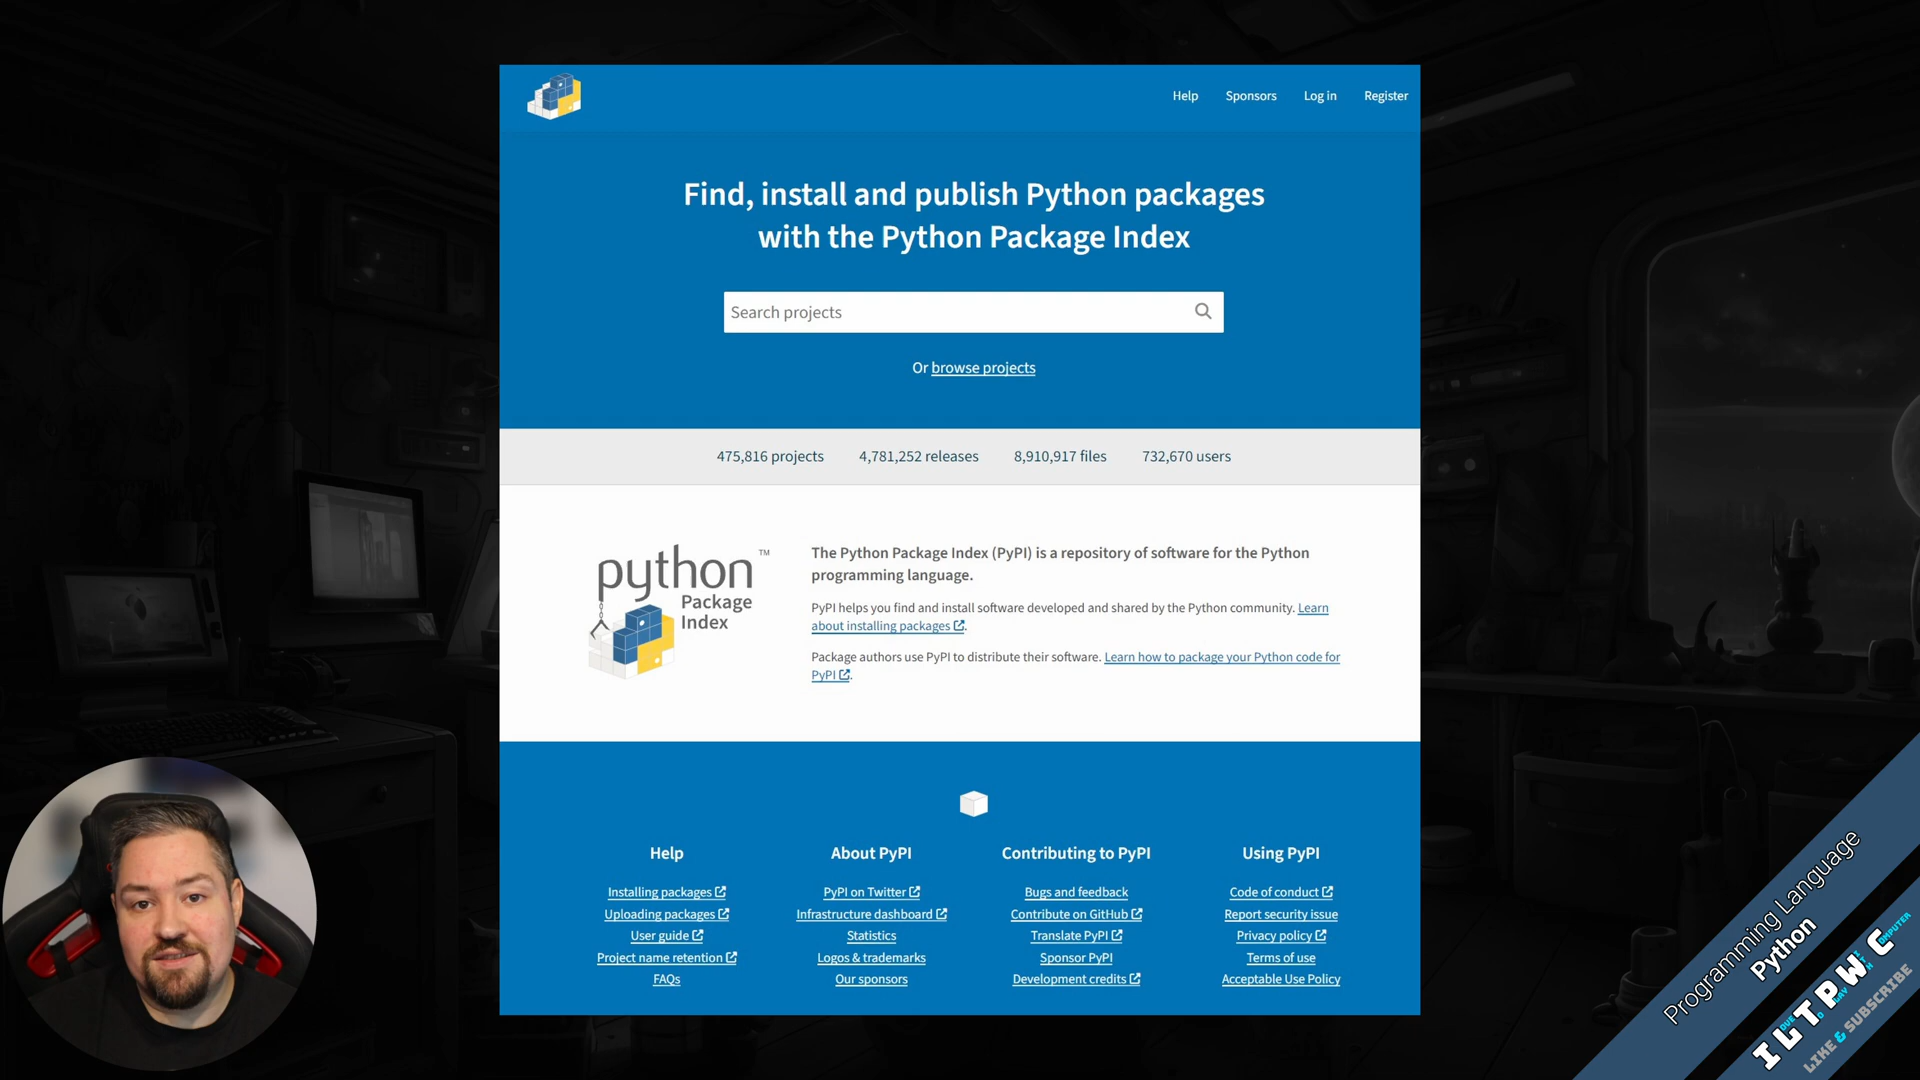 Help Sponsors Log in Register
Find, install and publish Python packages
with the Python Package Index
Search projects
Or browse projects
475,816 projects 4,781,252 releases 8,910,917 files 732,670 users
python™
Package
Index
The Python Package Index (PyPI) is a repository of software for the Python
programming language.
PyPI helps you find and install software developed and shared by the Python community. Learn
about installing packages.
Package authors use PyPI to distribute their software. Learn how to package your Python code for
PyPI.
Help
Installing packages
Uploading packages
User guide
Project name retention
FAQs
About PyPI
PyPI on Twitter
Infrastructure dashboard
Statistics
Logos & trademarks
Our sponsors
Contributing to PyPI
Bugs and feedback
Contribute on GitHub
Translate PyPI
Sponsor PyPI
Development credits
Using PyPI
Code of conduct
Report security issue
Privacy policy
Terms of use
Acceptable Use Policy
Programming Language
Python
I LOVE TO PLAY WITH COMPUTER
LIKE & SUBSCRIBE